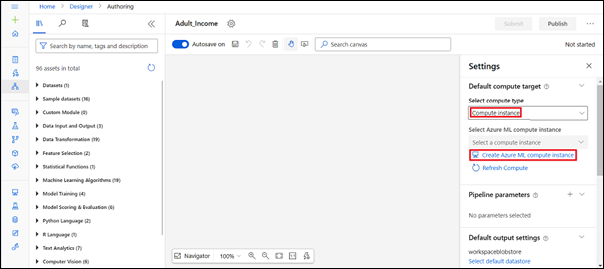 Home > Designer > Authoring
Search by name, tags and description
96 assets in total
Datasets (1)
Sample datasets (16)
Custom Module (0)
Data Input and Output (3)
Data Transformation (19)
Feature Selection (2)
Statistical Functions (1)
Machine Learning Algorithms (19)
Model Training (4)
Model Scoring & Evaluation (6)
Python Language (2)
R Language (1)
Text Analytics (7)
Computer Vision (6)
Adult_Income
Submit
Publish
Autosave on
Search canvas
Not started
Navigator
100%
Settings
Default compute target
Select compute type
Compute instance
Select Azure ML compute instance
Select a compute instance
Create Azure ML compute instance
Refresh Compute
Pipeline parameters
No parameters selected
Default output settings
workspaceblobstore
Select default datastore